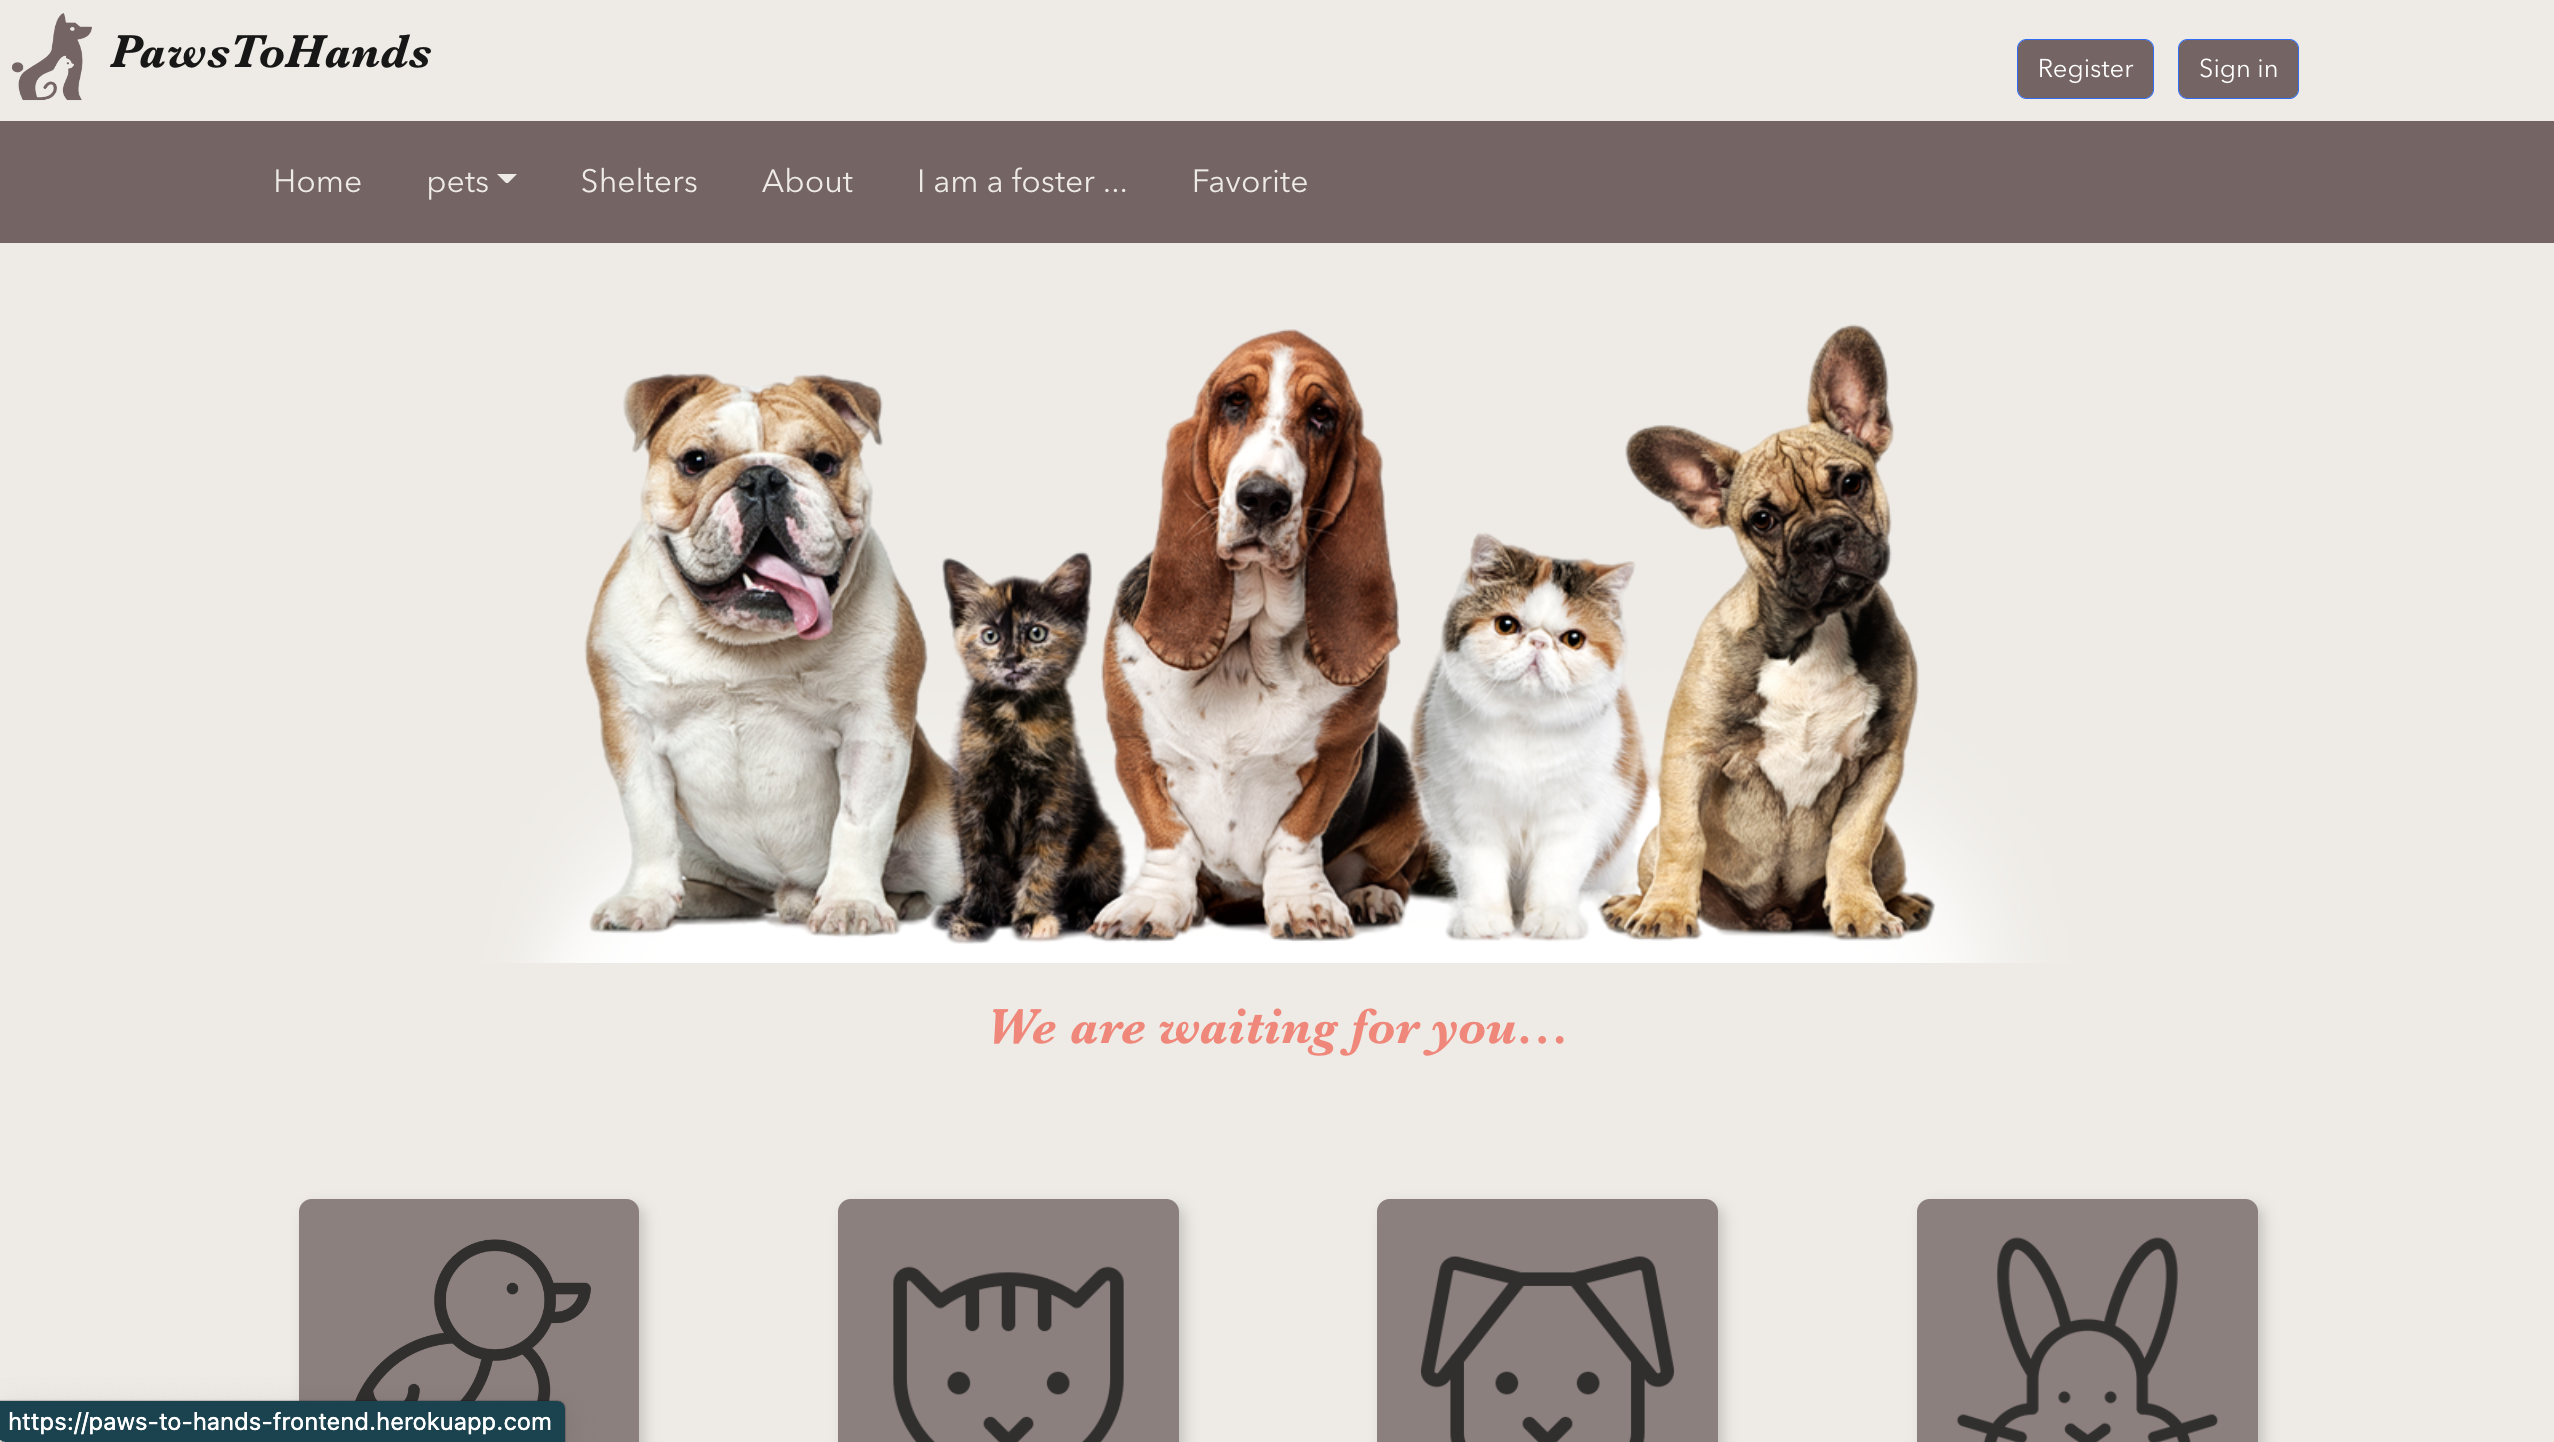 PawsToHands
Register Sign in
Home pets Shelters About I am a foster ... Favorite
We are waiting for you...
https://paws-to-hands-frontend.herokuapp.com